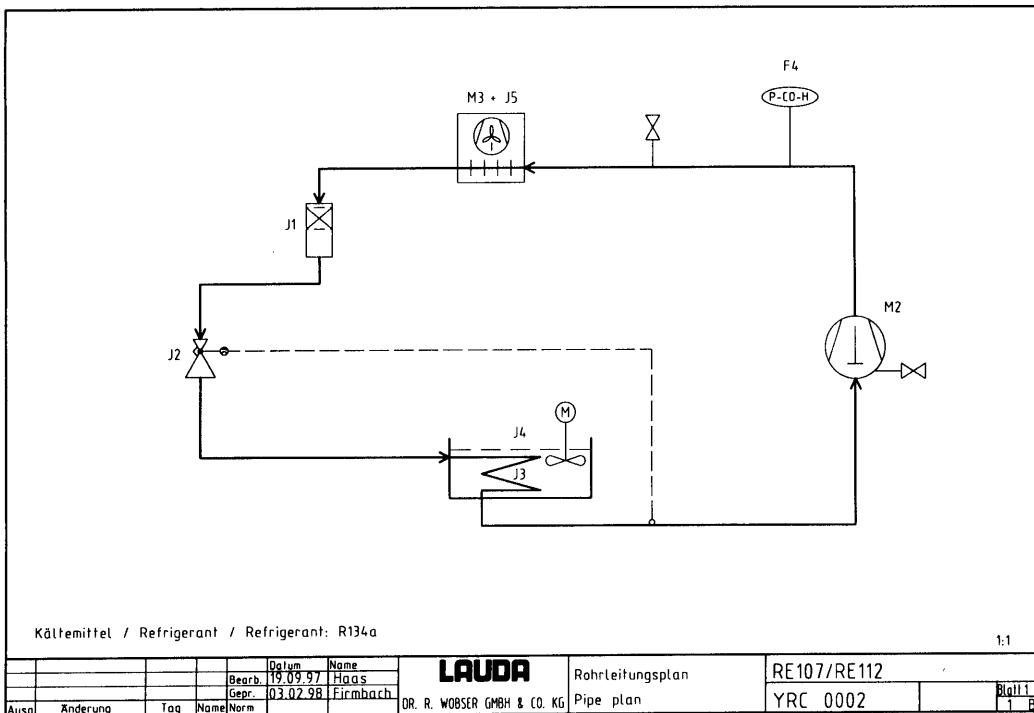 F4
P-CO-H
M3 + J5
J1
M2
J2
M
J4
J3
Kältemittel / Refrigerant / Refrigerant: R134a
1:1
Datum Name
Bearb. 19.09.97 Haas
Gepr. 03.02.98 Firmbach
Ausg Änderung Tag Name Norm
LAUDA
DR. R. WOBSER GMBH & CO. KG
Rohrleitungsplan
Pipe plan
RE107/RE112
YRC 0002
Blatt 1
1